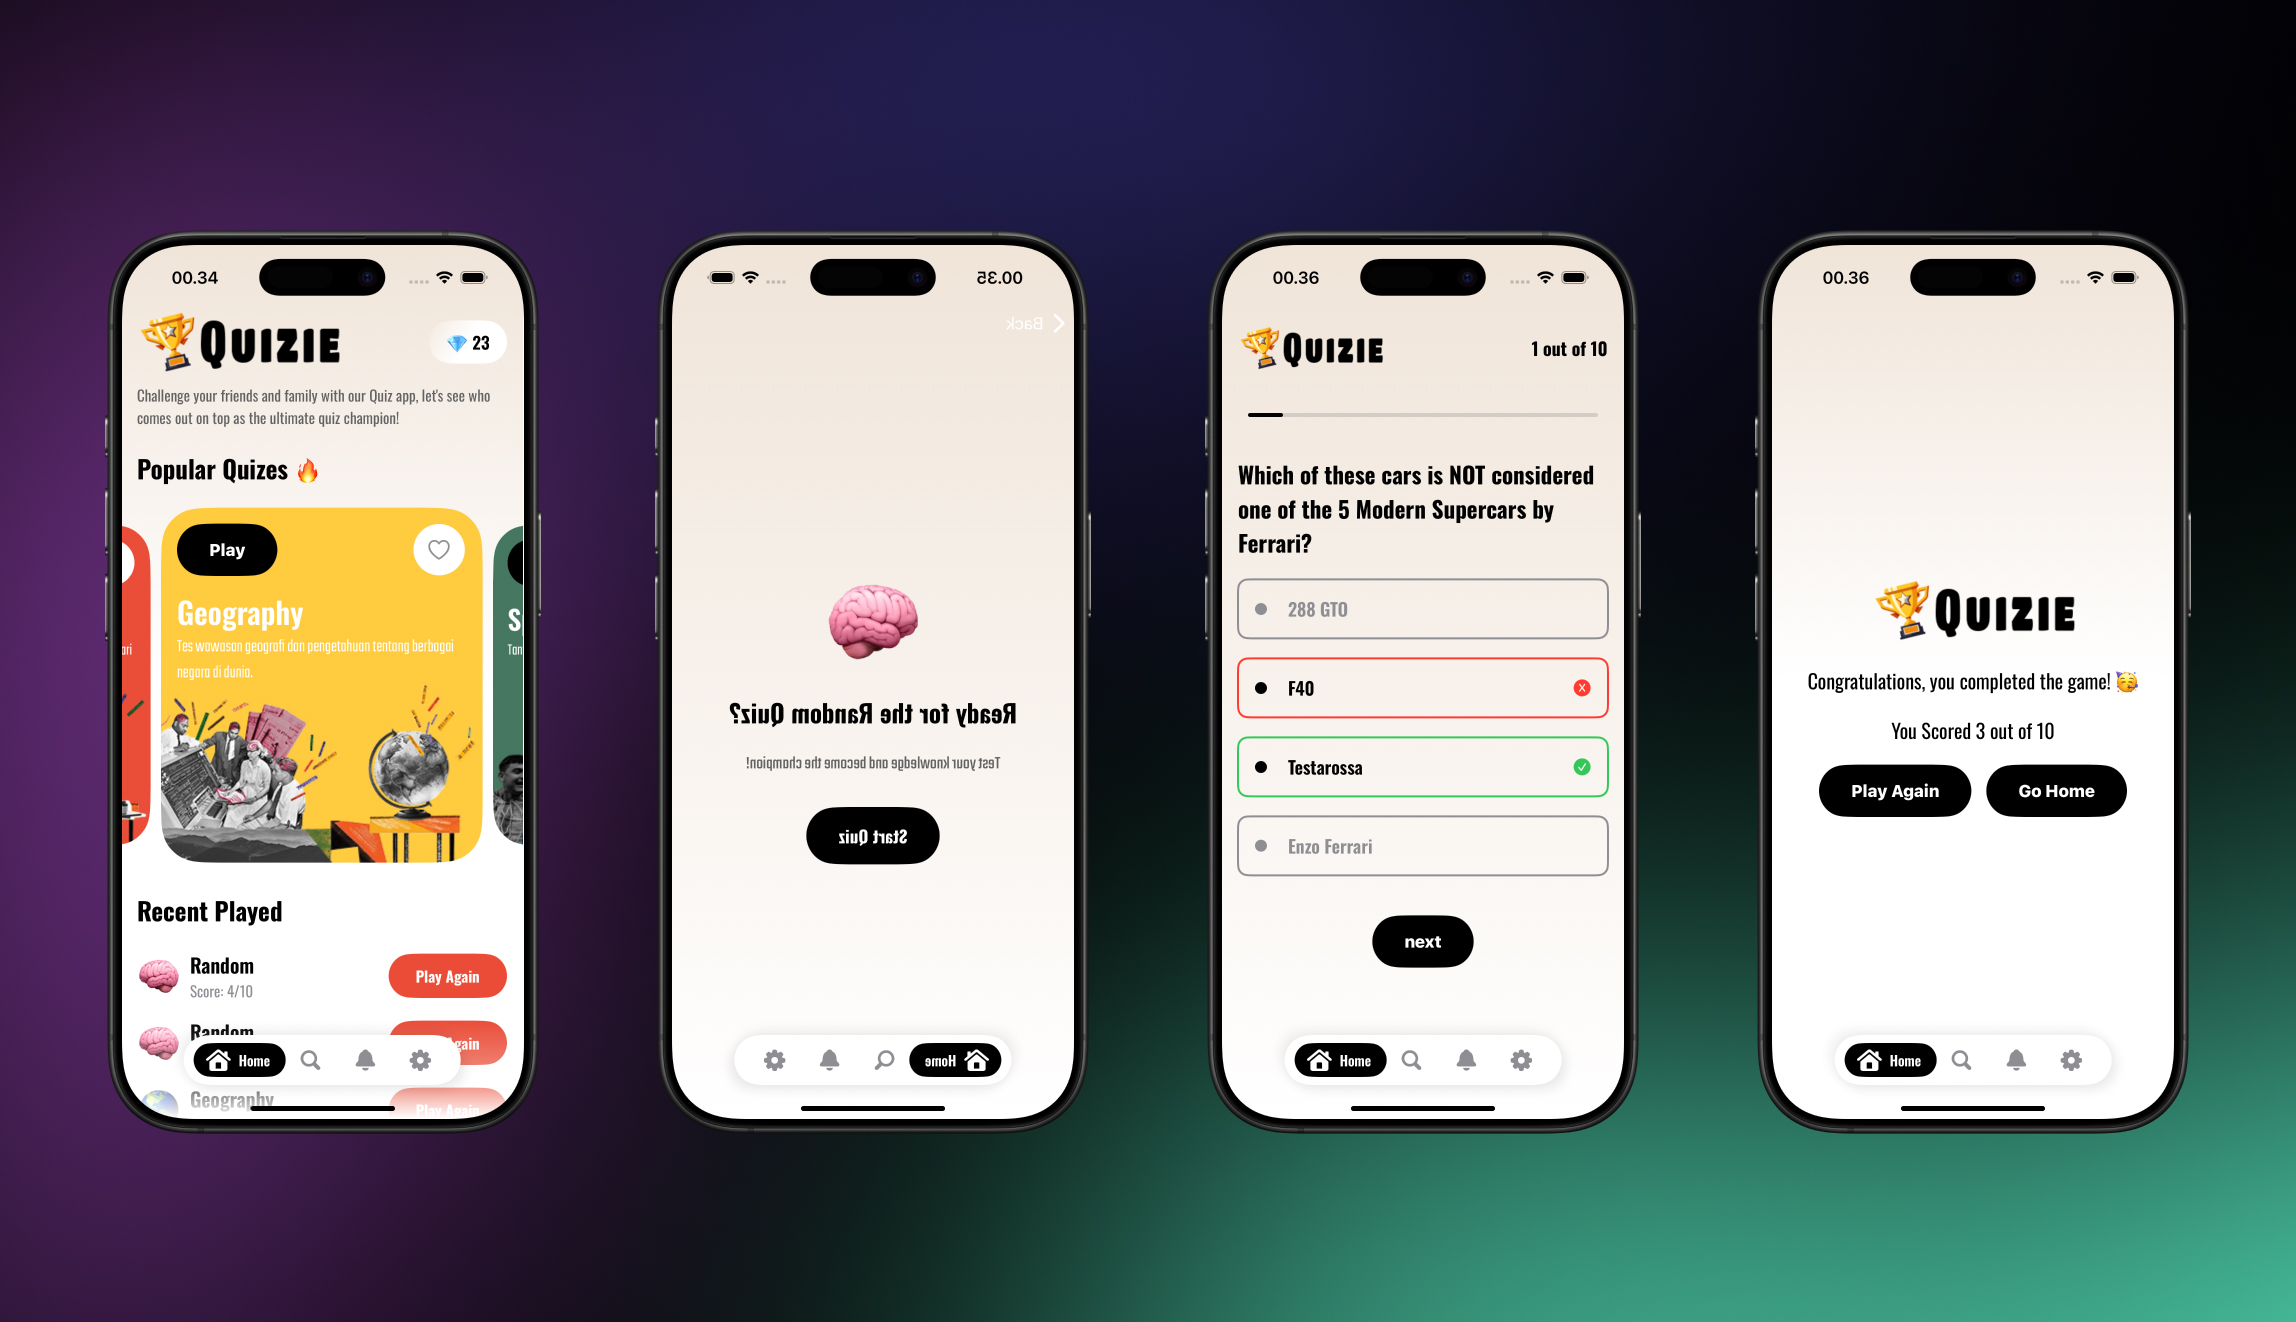 00.34
QUIZIE
23
Challenge your friends and family with our Quiz app, let's see who
comes out on top as the ultimate quiz champion!
Popular Quizes 🔥
Play
Geography
Tes wawasan geografi dan pengetahuan tentang berbagai
negara di dunia.
Recent Played
Random
Score: 4/10
Play Again
Random
Geography
Play Again
Home
00.35
Back
Ready for the Random Quiz?
Test your knowledge and become the champion!
Start Quiz
Home
00.36
QUIZIE
1 out of 10
Which of these cars is NOT considered
one of the 5 Modern Supercars by
Ferrari?
288 GTO
F40
Testarossa
Enzo Ferrari
next
Home
00.36
QUIZIE
Congratulations, you completed the game! 🥳
You Scored 3 out of 10
Play Again
Go Home
Home